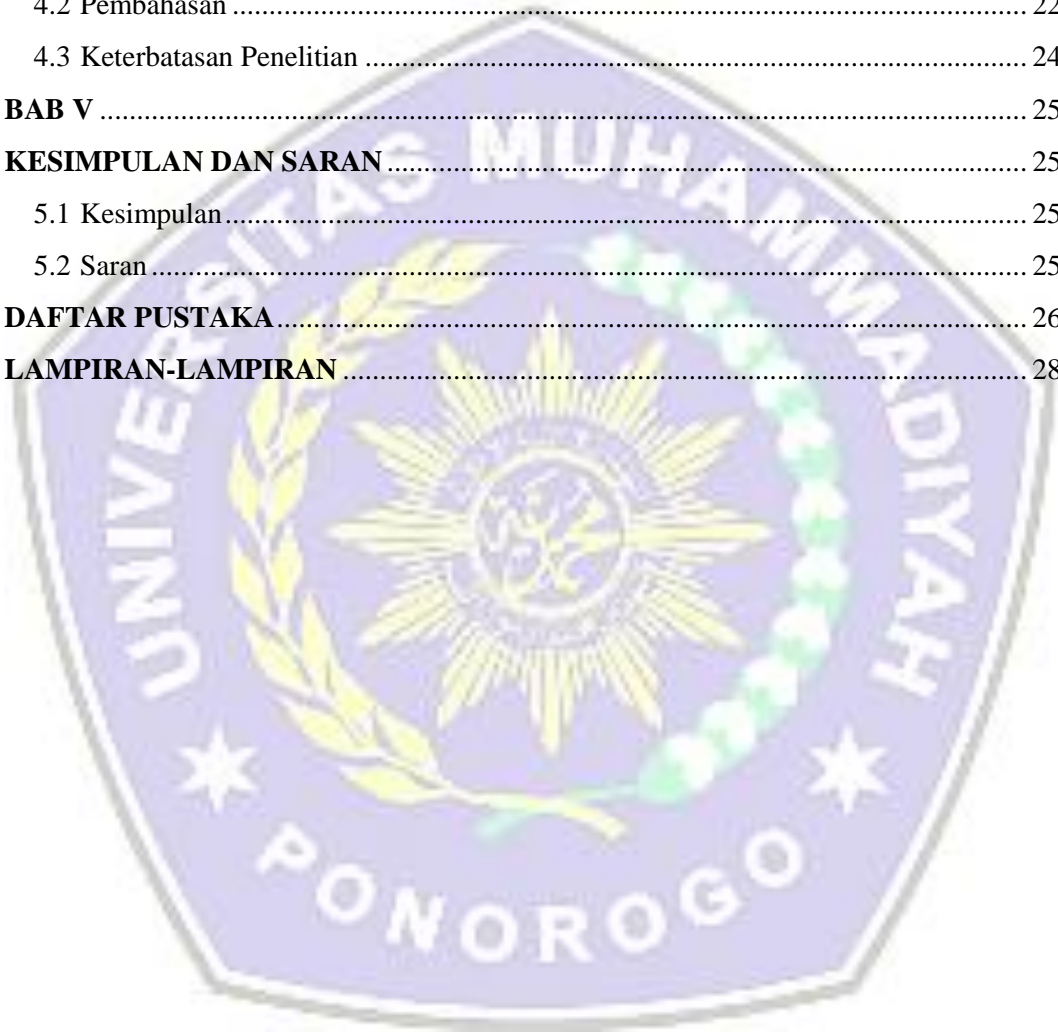 4.2 Pembahasan ........ 22
4.3 Keterbatasan Penelitian ........ 24
BAB V ........ 25
KESIMPULAN DAN SARAN ........ 25
5.1 Kesimpulan ........ 25
5.2 Saran ........ 25
DAFTAR PUSTAKA ........ 26
LAMPIRAN-LAMPIRAN ........ 28
UNIVERSITAS MUHAMMADIYAH
PONOROGO